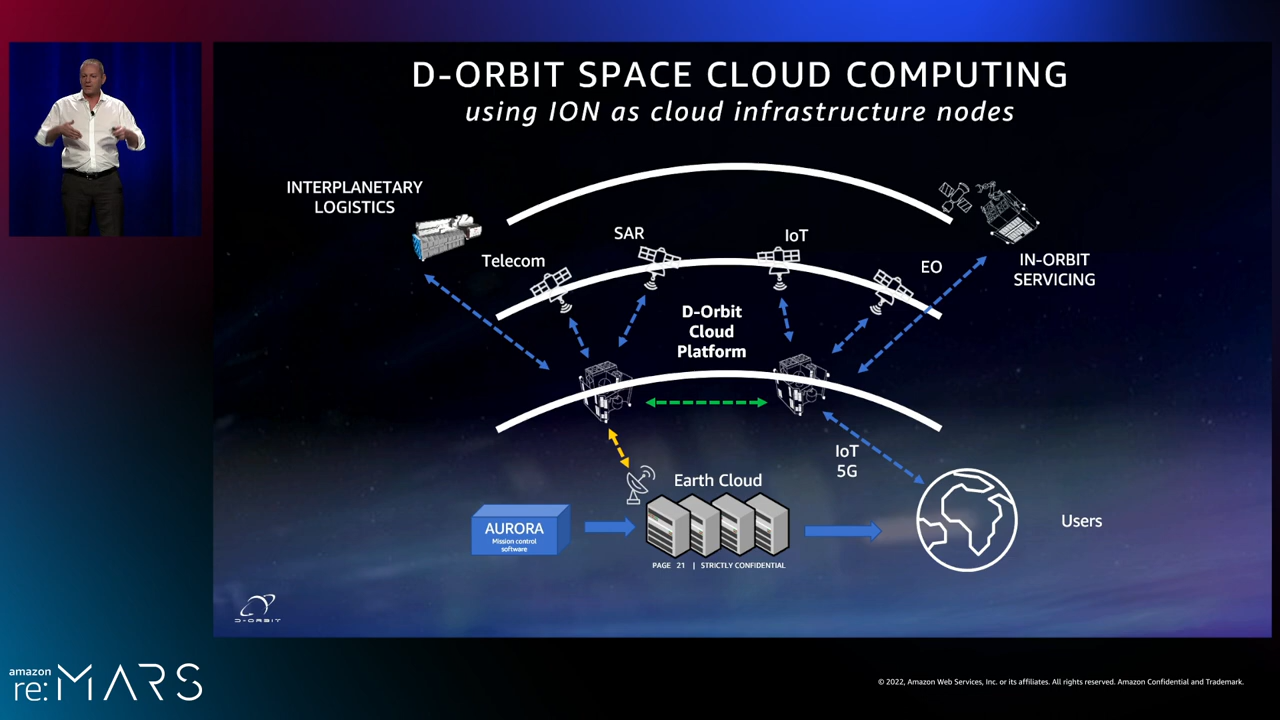 D-ORBIT SPACE CLOUD COMPUTING
using ION as cloud infrastructure nodes
INTERPLANETARY
LOGISTICS
SAR
IoT
Telecom
EO
IN-ORBIT
SERVICING
D-Orbit
Cloud
Platform
IoT
5G
Earth Cloud
AURORA
Mission control
software
Users
PAGE 21 | STRICTLY CONFIDENTIAL
D-ORBIT
amazon
re:MARS
© 2022, Amazon Web Services, Inc. or its affiliates. All rights reserved. Amazon Confidential and Trademark.